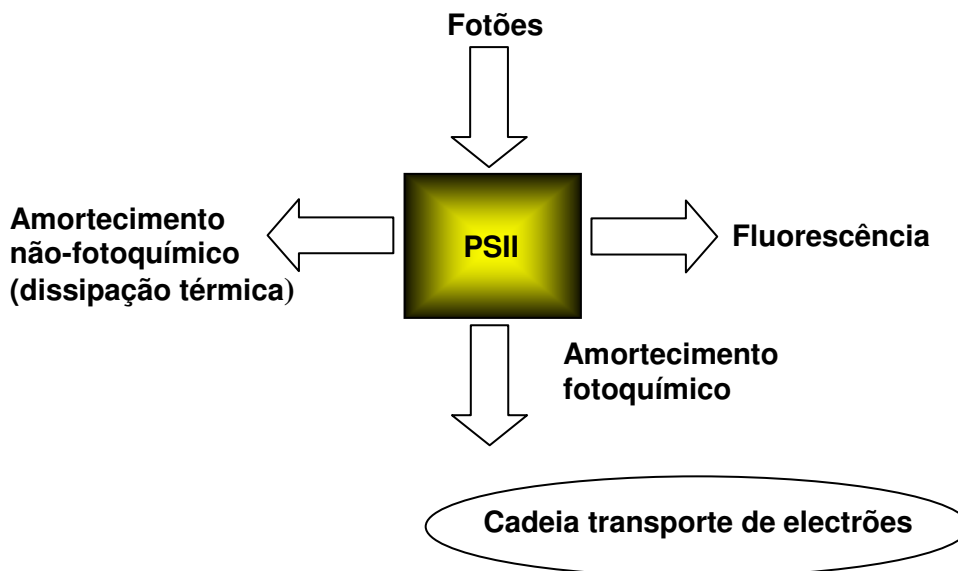 Fotões
Amortecimento
não-fotoquímico
(dissipação térmica)
PSII
Fluorescência
Amortecimento
fotoquímico
Cadeia transporte de electrões